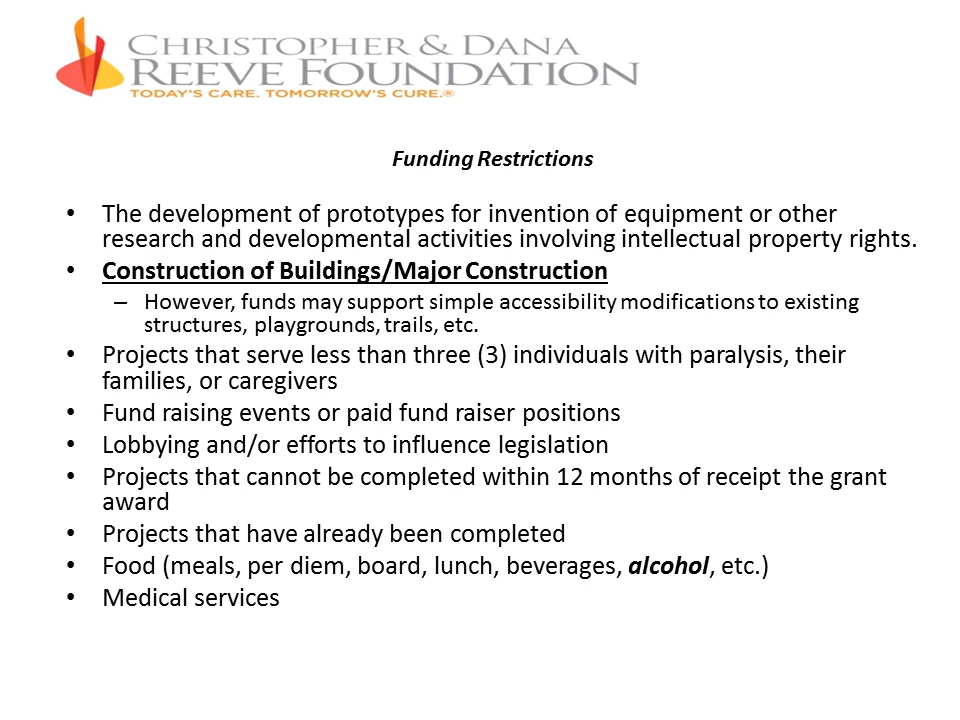 CHRISTOPHER & DANA
REEVE FOUNDATION
TODAY'S CARE. TOMORROW'S CURE.®
Funding Restrictions
• The development of prototypes for invention of equipment or other
research and developmental activities involving intellectual property rights.
• Construction of Buildings/Major Construction
– However, funds may support simple accessibility modifications to existing
structures, playgrounds, trails, etc.
• Projects that serve less than three (3) individuals with paralysis, their
families, or caregivers
• Fund raising events or paid fund raiser positions
• Lobbying and/or efforts to influence legislation
• Projects that cannot be completed within 12 months of receipt the grant
award
• Projects that have already been completed
• Food (meals, per diem, board, lunch, beverages, alcohol, etc.)
• Medical services